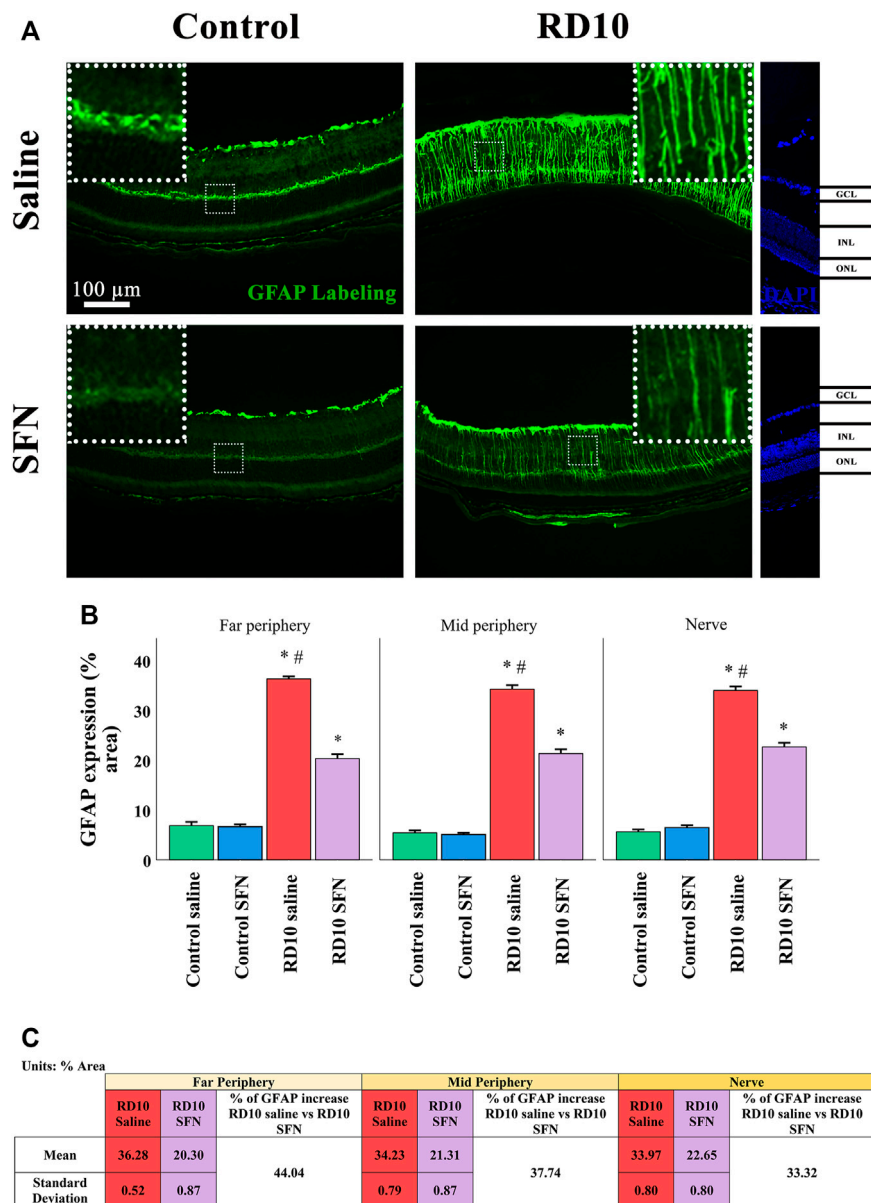 A
Control RD10
Saline
GCL
INL
ONL
100 µm
GFAP Labeling
DAPI
SFN
GCL
INL
ONL
B
Far periphery Mid periphery Nerve
GFAP expression (% area)
40
30
20
10
0
* # * * # * * # *
Control saline Control SFN RD10 saline RD10 SFN Control saline Control SFN RD10 saline RD10 SFN Control saline Control SFN RD10 saline RD10 SFN
C
Units: % Area
Far Periphery Mid Periphery Nerve
RD10 Saline RD10 SFN % of GFAP increase RD10 saline vs RD10 SFN RD10 Saline RD10 SFN % of GFAP increase RD10 saline vs RD10 SFN RD10 Saline RD10 SFN % of GFAP increase RD10 saline vs RD10 SFN
Mean 36.28 20.30 44.04 34.23 21.31 37.74 33.97 22.65 33.32
Standard Deviation 0.52 0.87 0.79 0.87 0.80 0.80